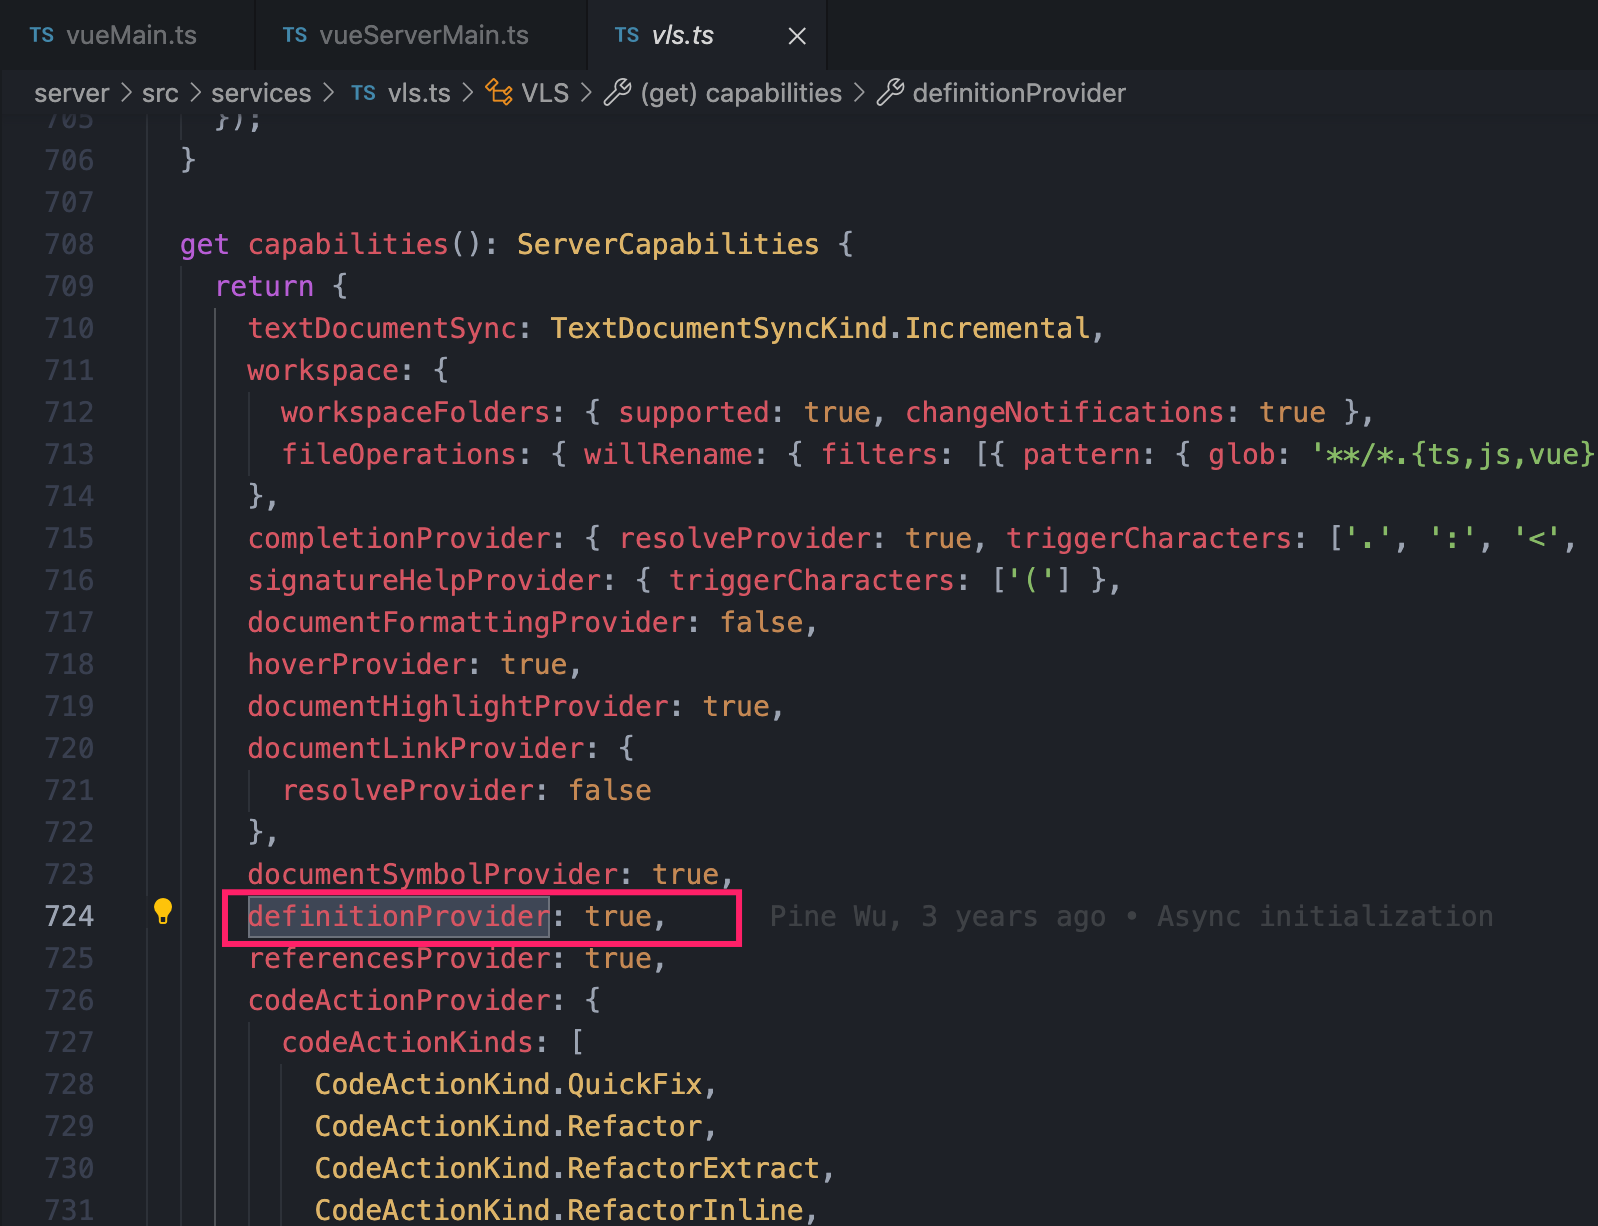 TS vueMain.ts TS vueServerMain.ts TS vls.ts
server > src > services > TS vls.ts > VLS > (get) capabilities > definitionProvider
705 });
706 }
707
708 get capabilities(): ServerCapabilities {
709 return {
710 textDocumentSync: TextDocumentSyncKind.Incremental,
711 workspace: {
712 workspaceFolders: { supported: true, changeNotifications: true },
713 fileOperations: { willRename: { filters: [{ pattern: { glob: '**/*.{ts,js,vue}
714 },
715 completionProvider: { resolveProvider: true, triggerCharacters: ['.', ':', '<',
716 signatureHelpProvider: { triggerCharacters: ['('] },
717 documentFormattingProvider: false,
718 hoverProvider: true,
719 documentHighlightProvider: true,
720 documentLinkProvider: {
721 resolveProvider: false
722 },
723 documentSymbolProvider: true,
724 definitionProvider: true, Pine Wu, 3 years ago • Async initialization
725 referencesProvider: true,
726 codeActionProvider: {
727 codeActionKinds: [
728 CodeActionKind.QuickFix,
729 CodeActionKind.Refactor,
730 CodeActionKind.RefactorExtract,
731 CodeActionKind.RefactorInline,